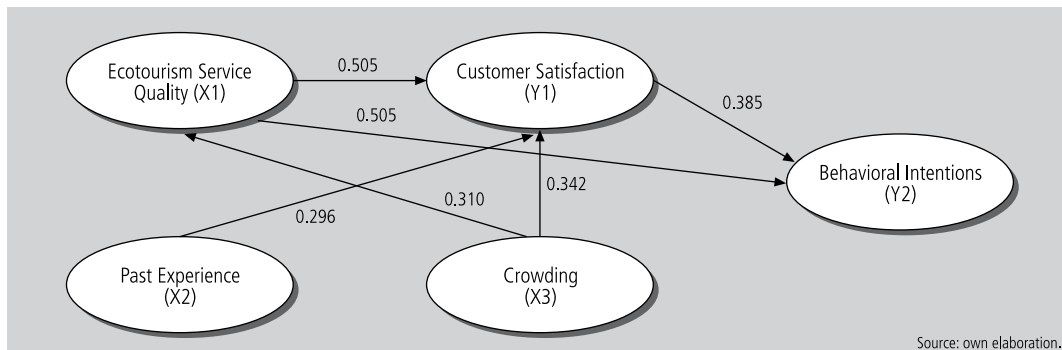 Ecotourism Service
Quality (X1)
0.505
Customer Satisfaction
(Y1)
0.385
0.505
Behavioral Intentions
(Y2)
0.296
0.310
0.342
Past Experience
(X2)
Crowding
(X3)
Source: own elaboration.